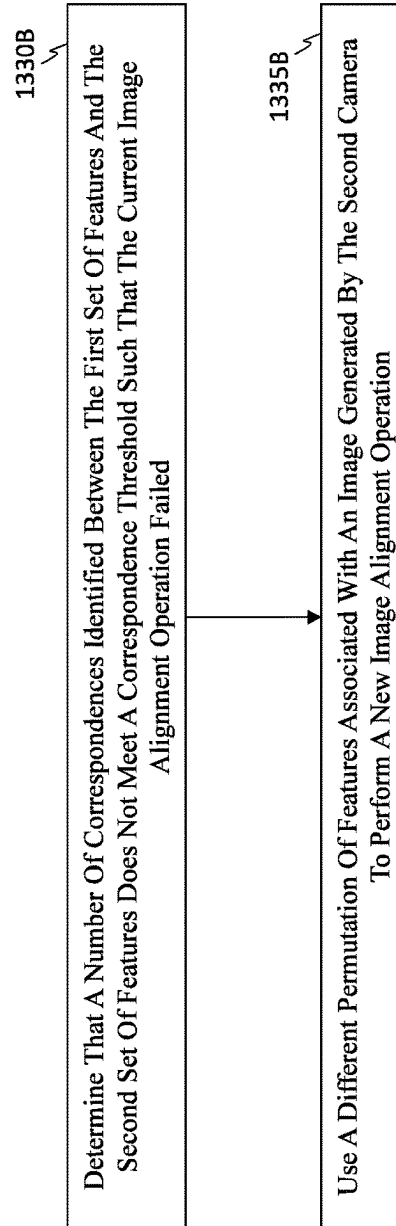 1330B
Determine That A Number Of Correspondences Identified Between The First Set Of Features And The
Second Set Of Features Does Not Meet A Correspondence Threshold Such That The Current Image
Alignment Operation Failed
1335B
Use A Different Permutation Of Features Associated With An Image Generated By The Second Camera
To Perform A New Image Alignment Operation